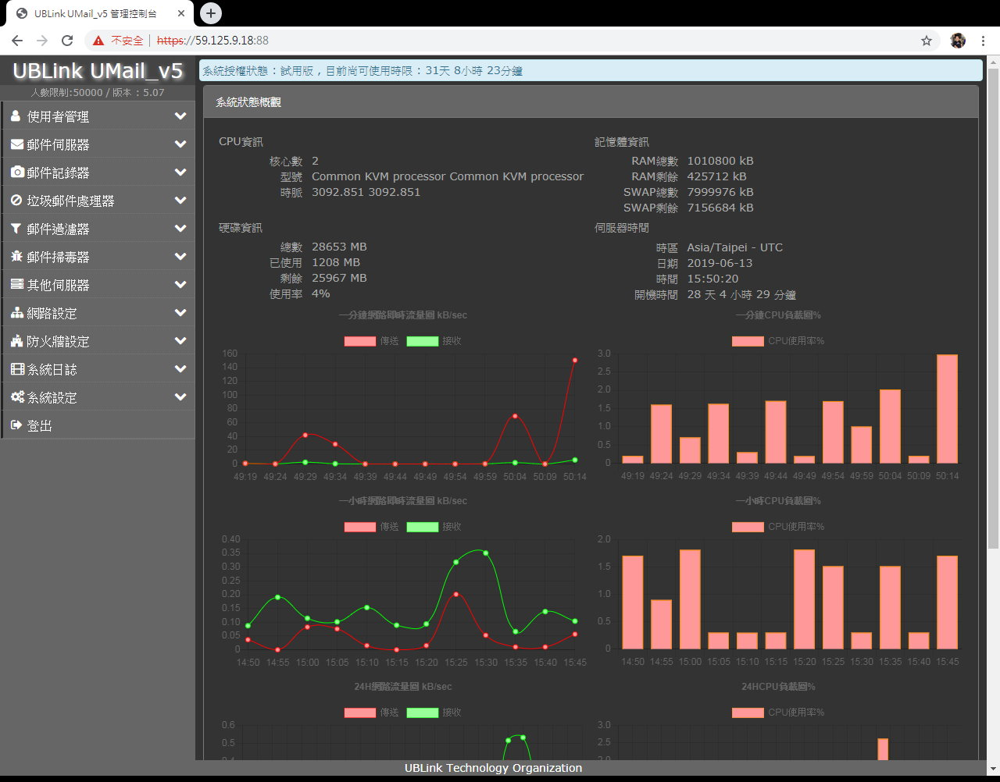 UBLink UMail_v5 管理控制台
不安全 https://59.125.9.18:88
UBLink UMail_v5
人數限制:50000 / 版本：5.07
使用者管理
郵件伺服器
郵件記錄器
垃圾郵件處理器
郵件過濾器
郵件掃毒器
其他伺服器
網路設定
防火牆設定
系統日誌
系統設定
登出
系統授權狀態：試用版，目前尚可使用時限：31天 8小時 23分鐘
系統狀態概觀
CPU資訊
核心數 2
型號 Common KVM processor Common KVM processor
時脈 3092.851 3092.851
記憶體資訊
RAM總數 1010800 kB
RAM剩餘 425712 kB
SWAP總數 7999976 kB
SWAP剩餘 7156684 kB
硬碟資訊
總數 28653 MB
已使用 1208 MB
剩餘 25967 MB
使用率 4%
伺服器時間
時區 Asia/Taipei - UTC
日期 2019-06-13
時間 15:50:20
開機時間 28 天 4 小時 29 分鐘
一分鐘網路即時流量圖 kB/sec
傳送 接收
160
140
120
100
80
60
40
20
0
49:19 49:24 49:29 49:34 49:39 49:44 49:49 49:54 49:59 50:04 50:09 50:14
一分鐘CPU負載圖%
CPU使用率%
3.0
2.5
2.0
1.5
1.0
0.5
0
49:19 49:24 49:29 49:34 49:39 49:44 49:49 49:54 49:59 50:04 50:09 50:14
一小時網路即時流量圖 kB/sec
傳送 接收
0.40
0.35
0.30
0.25
0.20
0.15
0.10
0.05
0
14:50 14:55 15:00 15:05 15:10 15:15 15:20 15:25 15:30 15:35 15:40 15:45
一小時CPU負載圖%
CPU使用率%
2.0
1.5
1.0
0.5
0
14:50 14:55 15:00 15:05 15:10 15:15 15:20 15:25 15:30 15:35 15:40 15:45
24H網路流量圖 kB/sec
傳送 接收
0.6
0.5
0.4
24HCPU負載圖%
CPU使用率%
3.0
2.5
2.0
UBLink Technology Organization